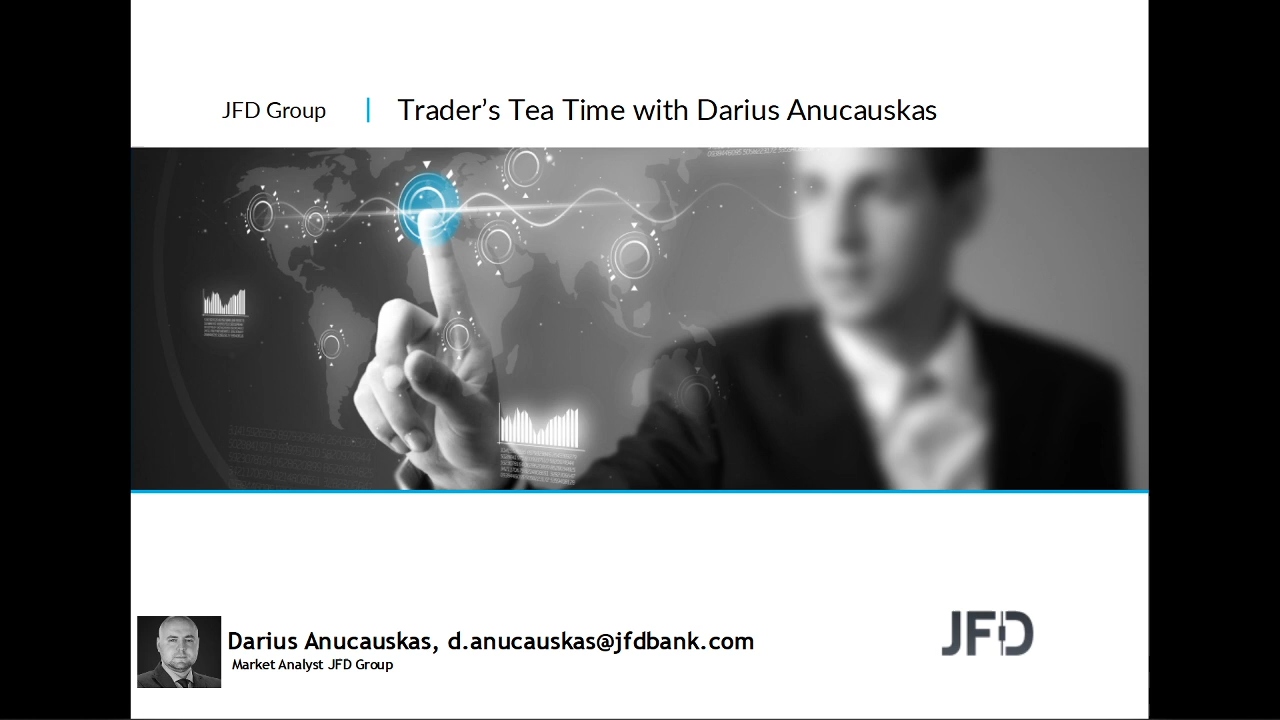 JFD Group
Trader’s Tea Time with Darius Anucauskas
Darius Anucauskas, d.anucauskas@jfdbank.com
Market Analyst JFD Group
JFD